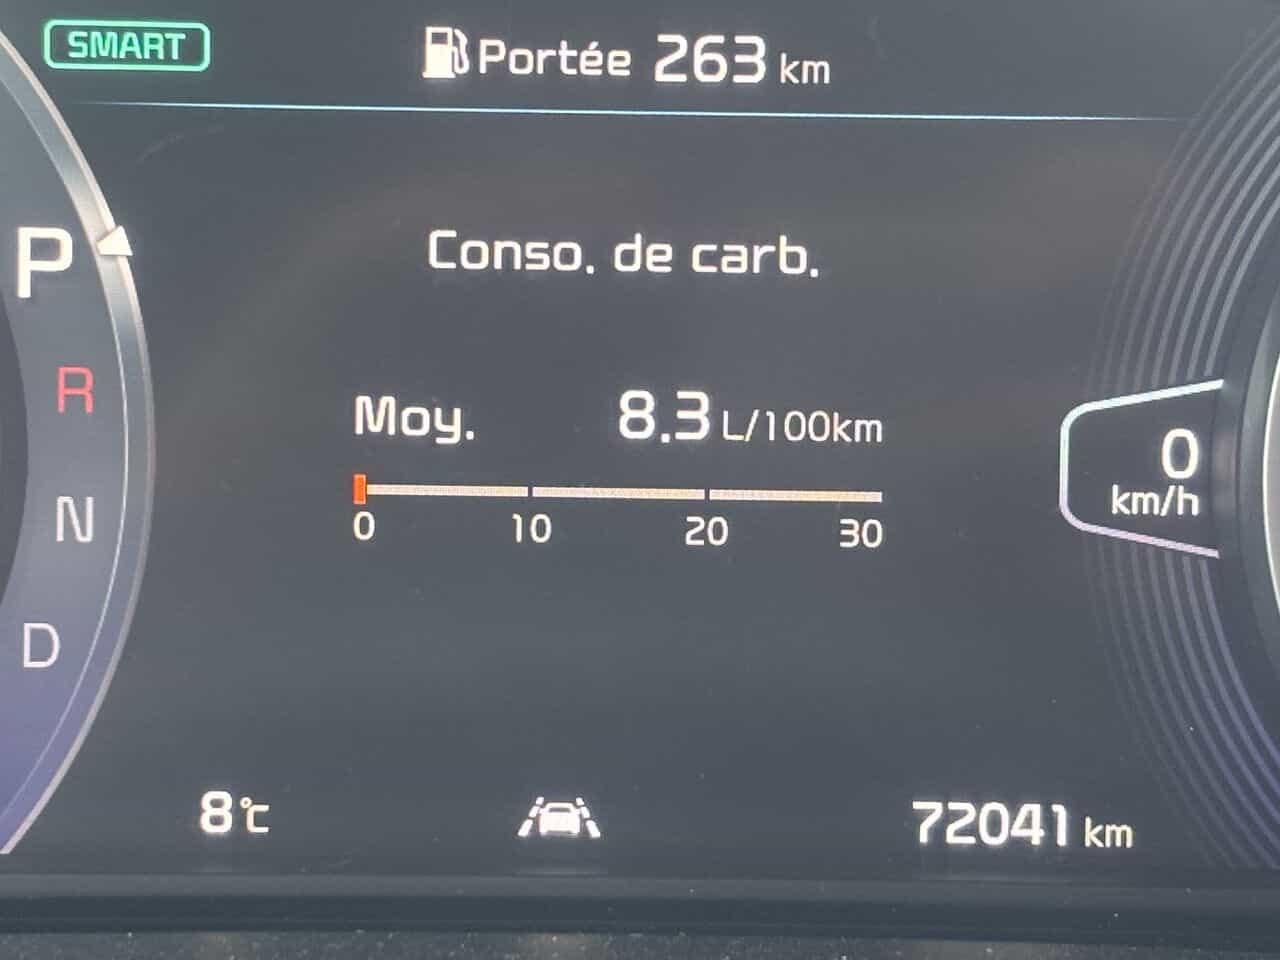 SMART
Portée 263 km
Conso. de carb.
P
R
N
D
Moy. 8.3 L/100km
0 10 20 30
0
km/h
8℃
72041 km